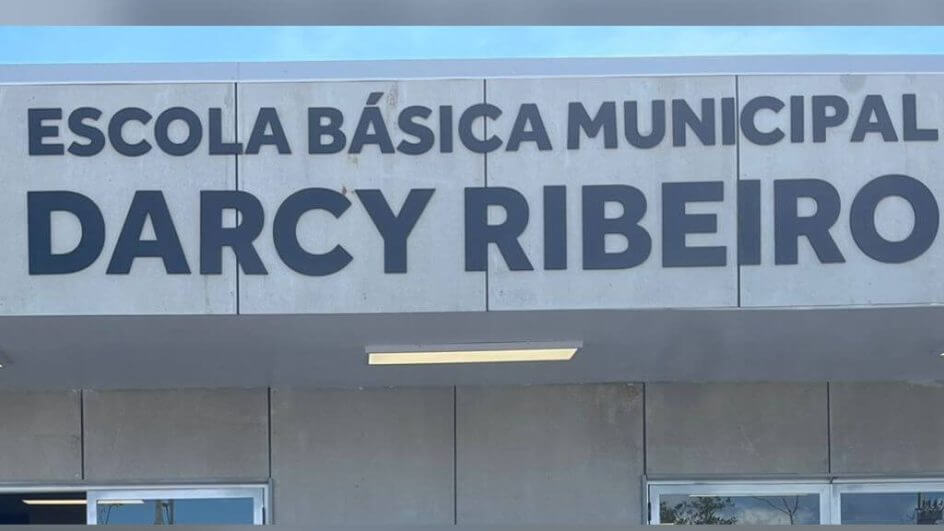 ESCOLA BÁSICA MUNICIPAL
DARCY RIBEIRO